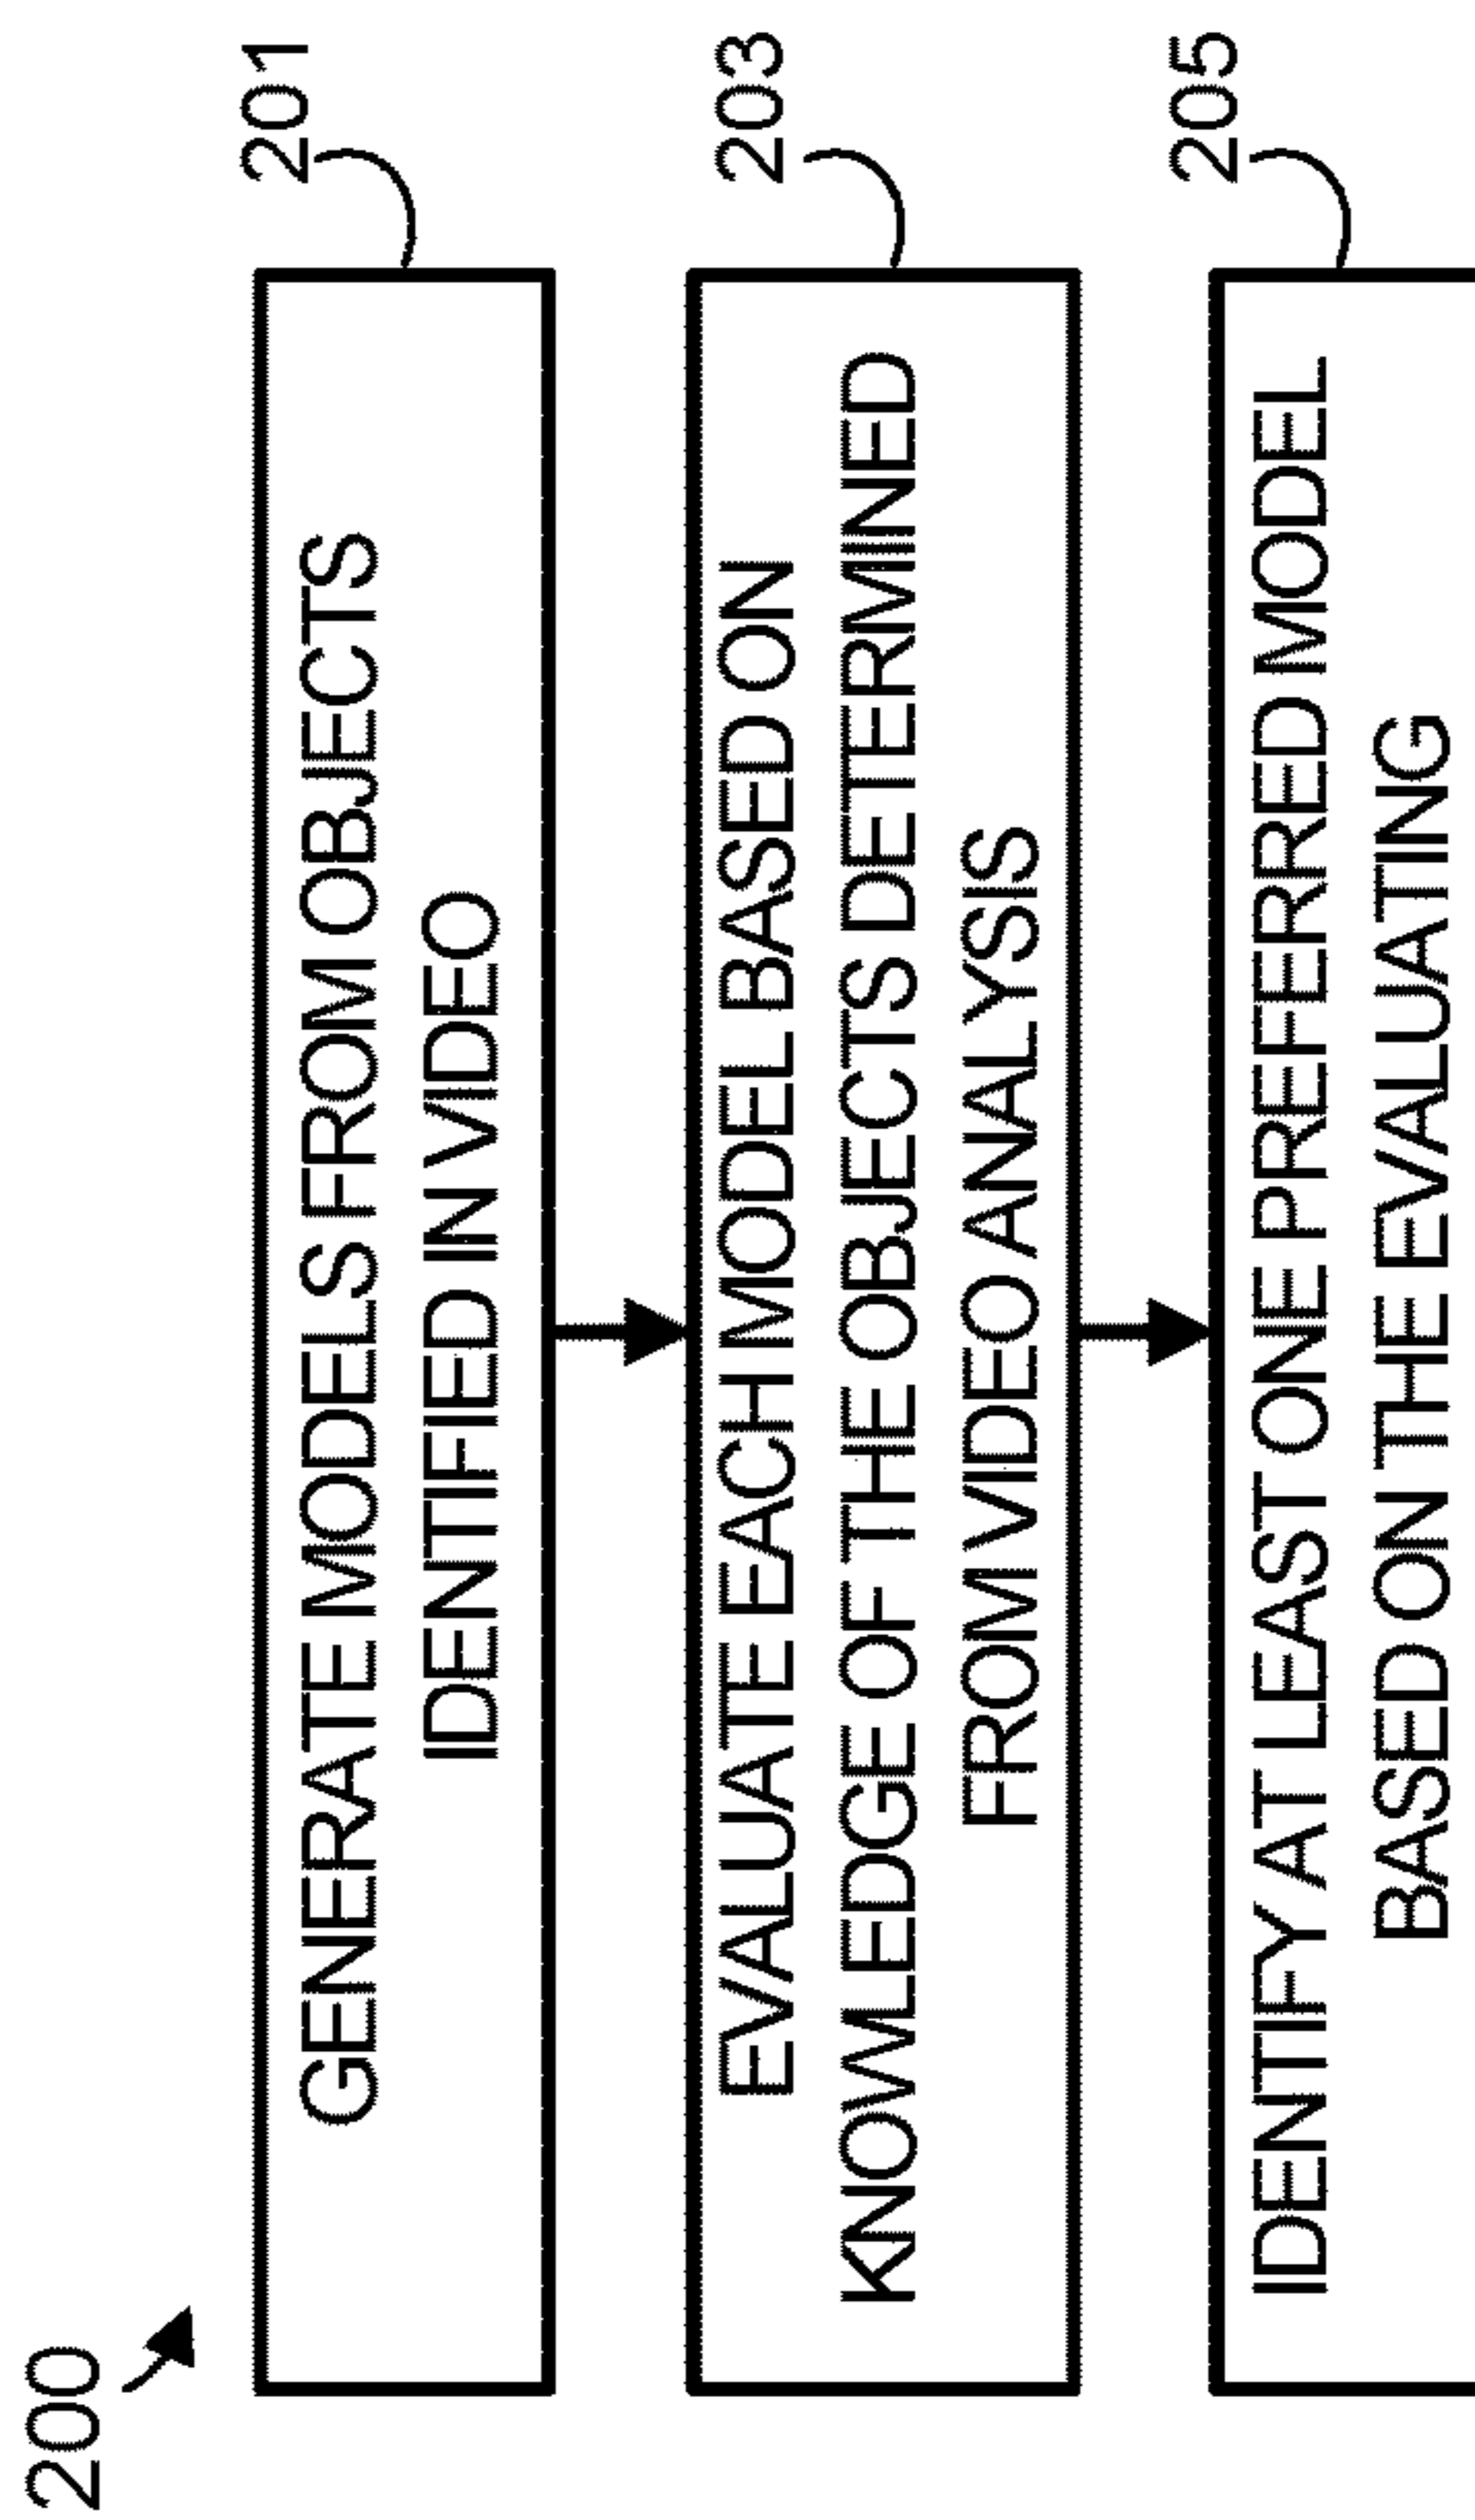 200
201
GENERATE MODELS FROM OBJECTS
IDENTIFIED IN VIDEO
203
EVALUATE EACH MODEL BASED ON
KNOWLEDGE OF THE OBJECTS DETERMINED
FROM VIDEO ANALYSIS
205
IDENTIFY AT LEAST ONE PREFERRED MODEL
BASED ON THE EVALUATING